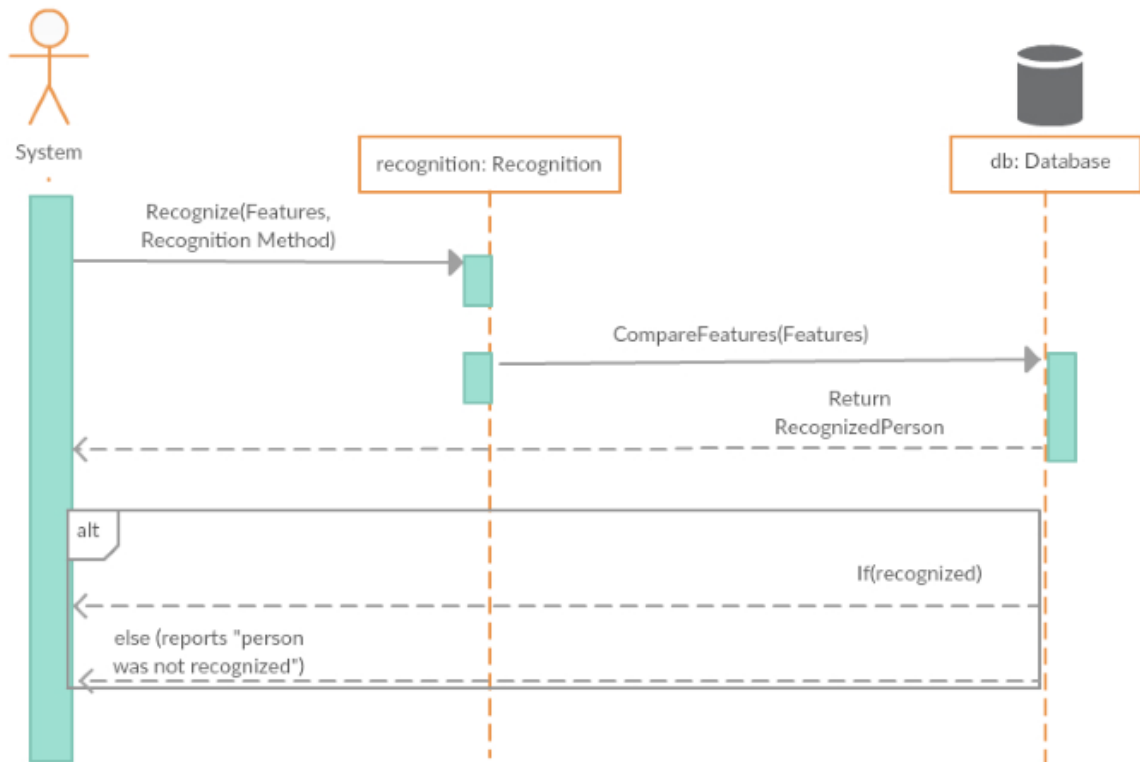 System
recognition: Recognition
db: Database
Recognize(Features,
Recognition Method)
CompareFeatures(Features)
Return
RecognizedPerson
alt
If(recognized)
else (reports "person
was not recognized")